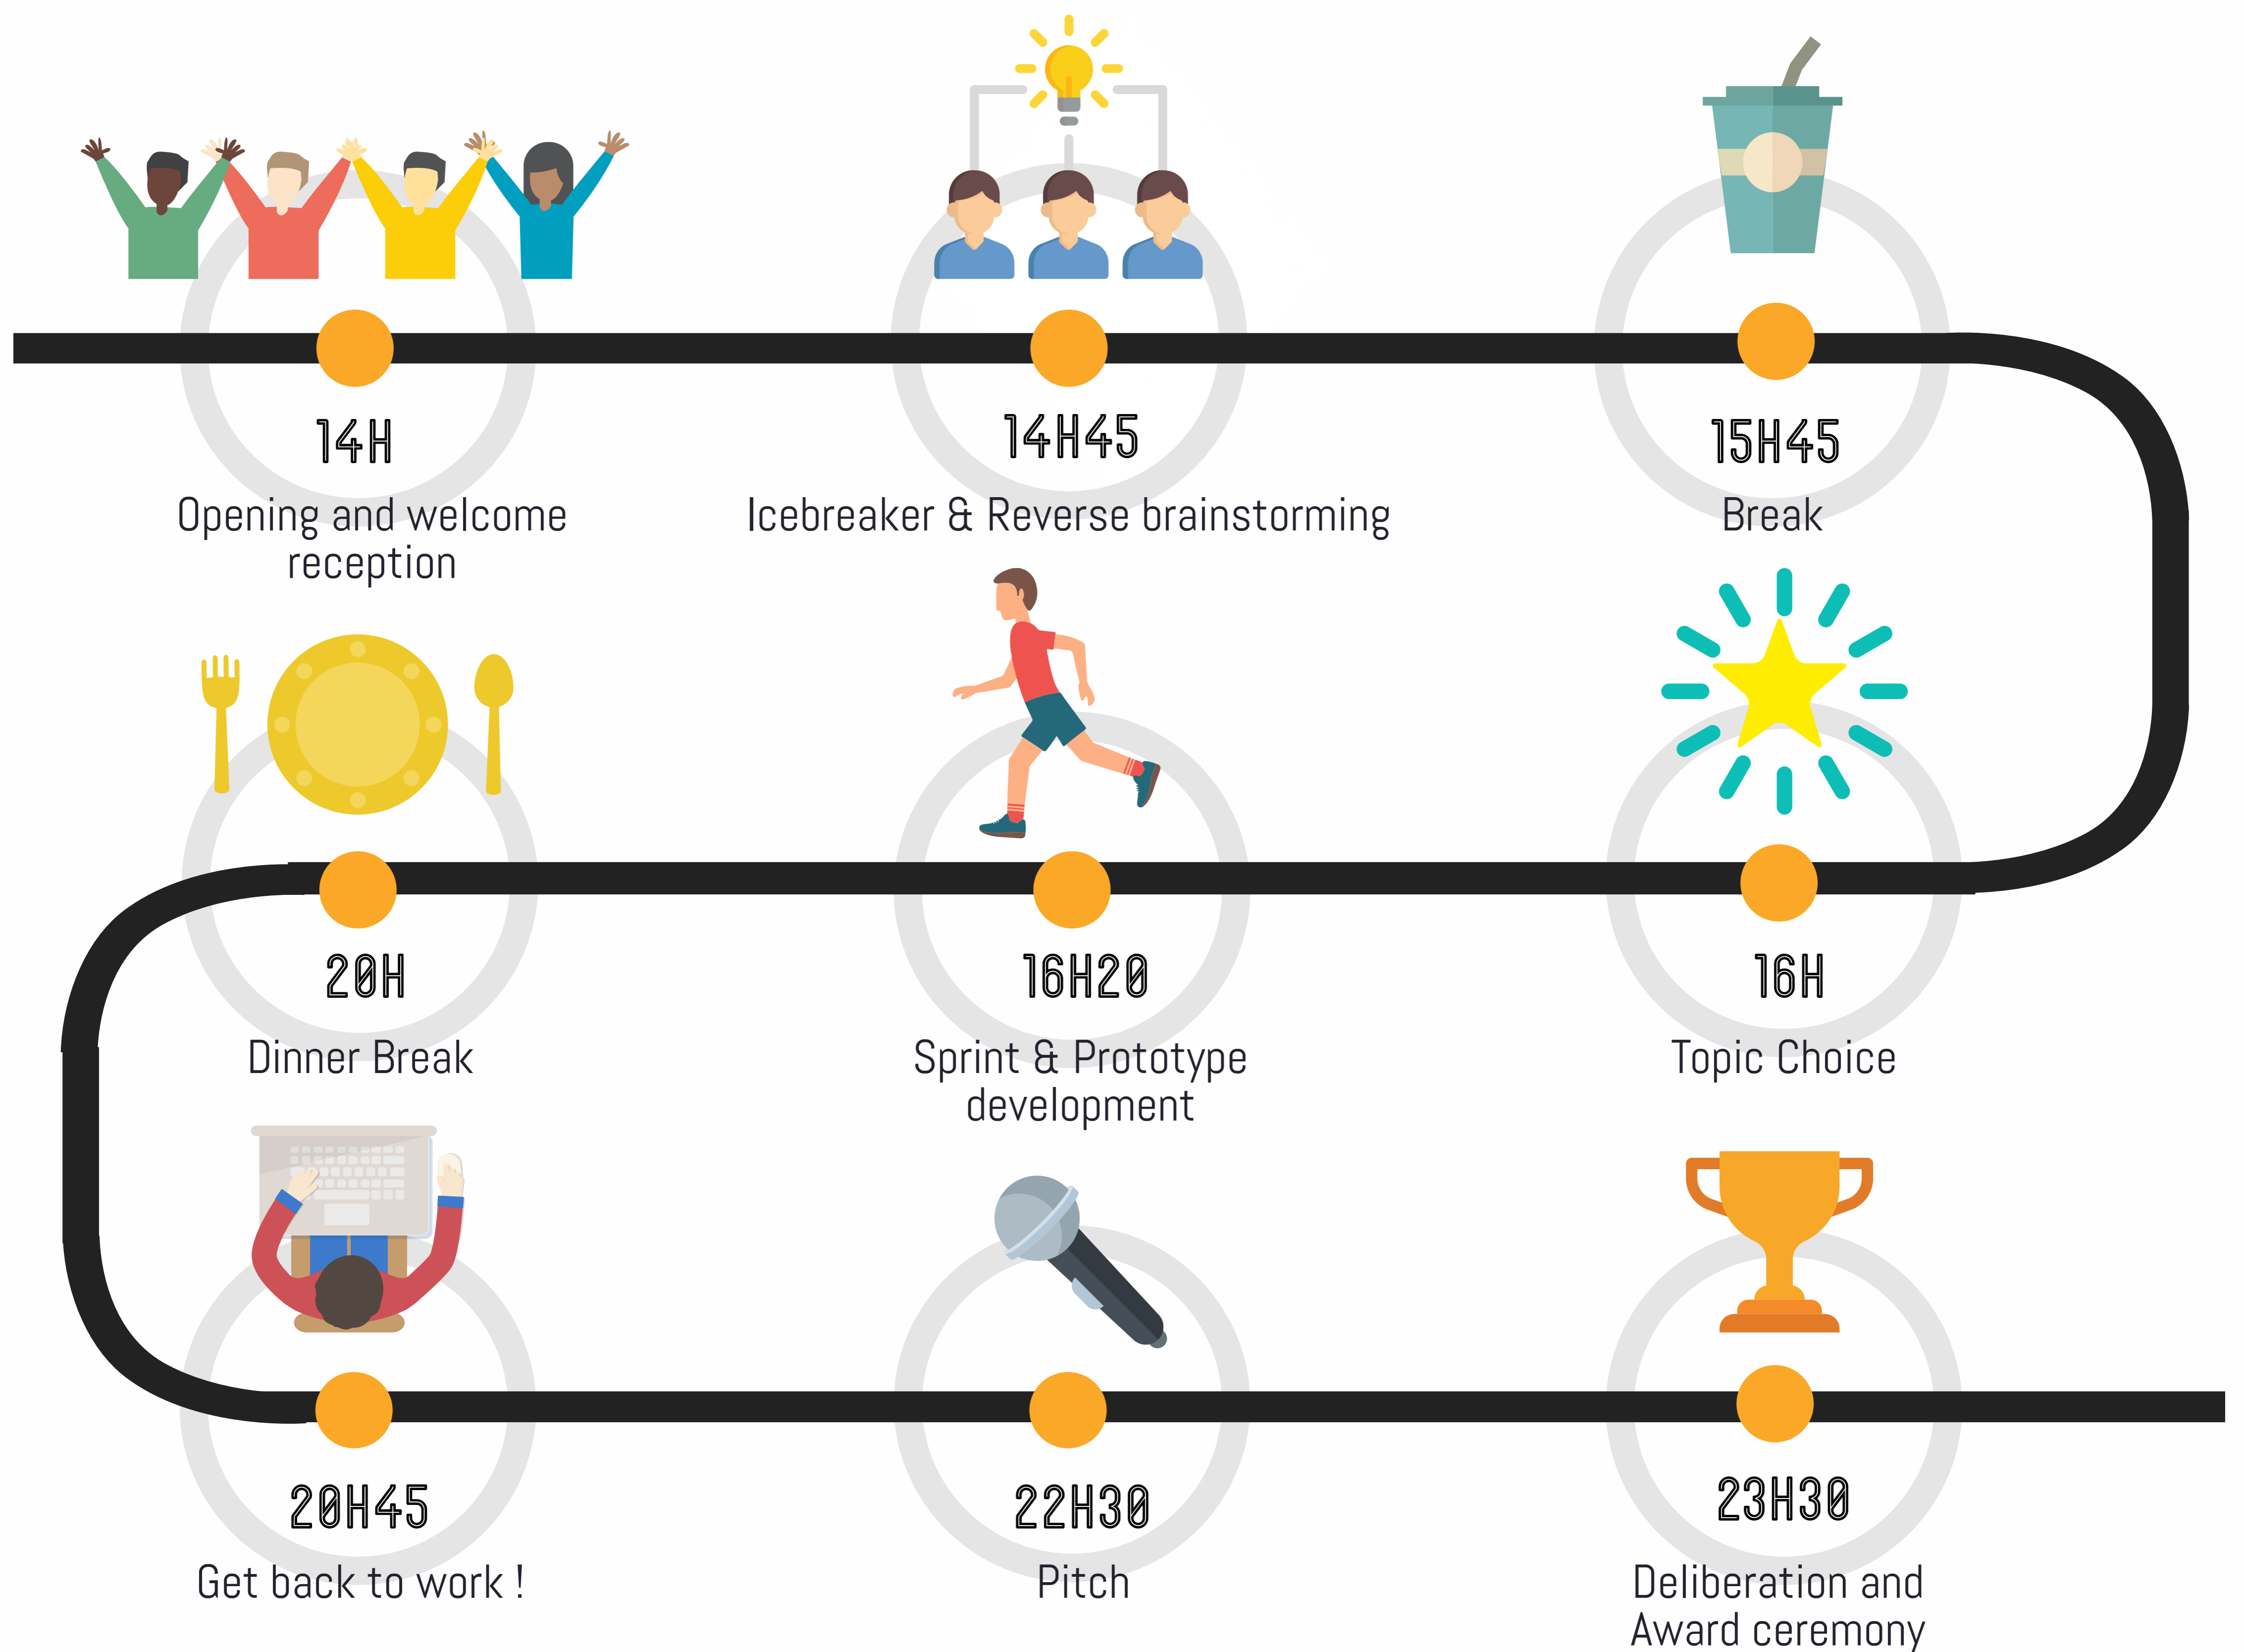 14H
Opening and welcome
reception
14H45
Icebreaker & Reverse brainstorming
15H45
Break
16H
Topic Choice
16H20
Sprint & Prototype
development
20H
Dinner Break
20H45
Get back to work !
22H30
Pitch
23H30
Deliberation and
Award ceremony